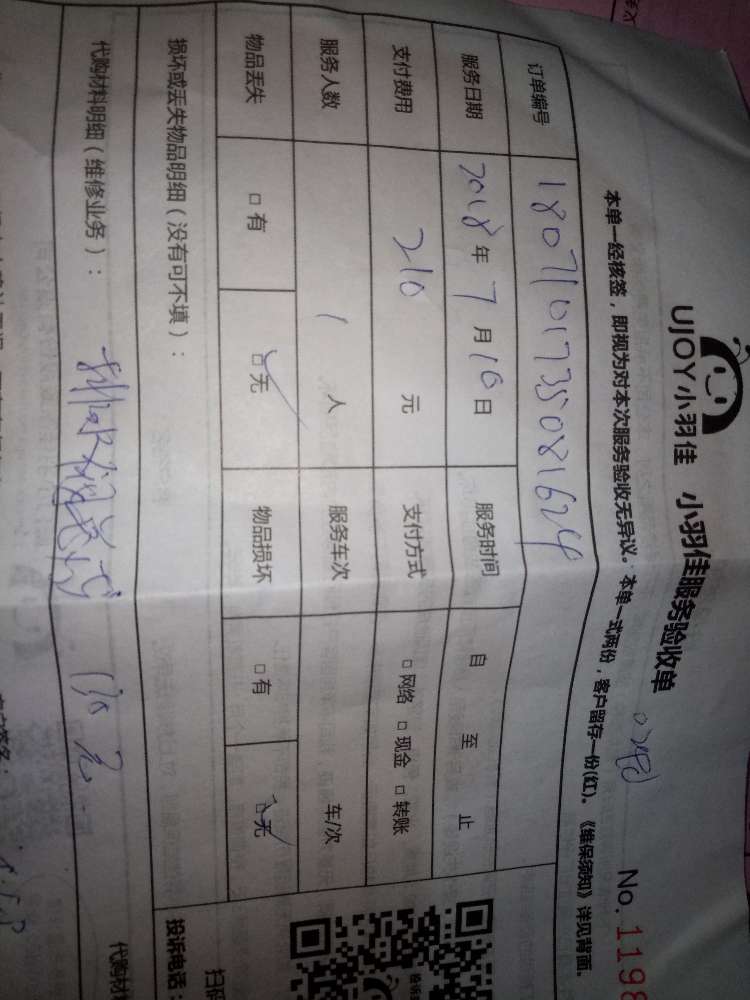 UJOY小羽佳 小羽佳服务验收单
No. 1198
本单一经核签，即视为对本次服务验收无异议。本单一式两份，客户留存一份(红)。《维保须知》详见背面。
订单编号 1807101735081624
服务日期 2018年7月10日 服务时间 自 至 止
支付费用 210 元 支付方式 □网络 □现金 □转账
服务人数 1 人 服务车次 车/次
物品丢失 □有 □无 物品损坏 □有 □无
损坏或丢失物品明细（没有可不填）：
代购材料明细（维修业务）： 元
代购材
投诉电话：
扫码